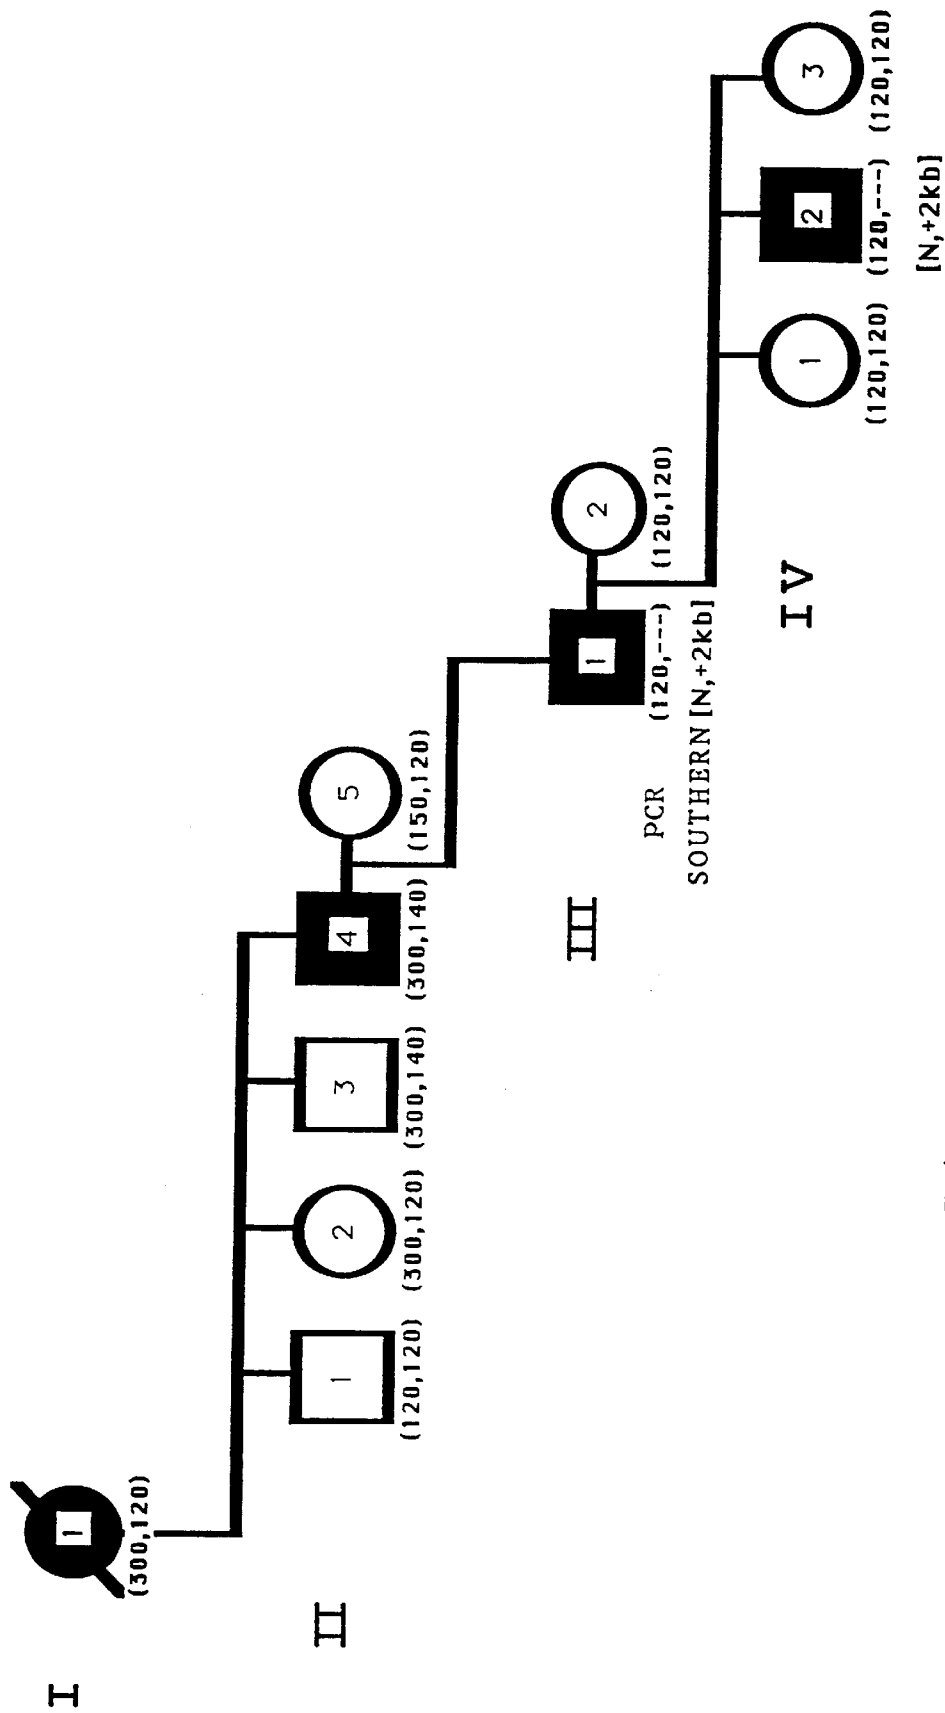 I 1
(300,120)
II 1 2 3 4 5
(120,120) (300,120) (300,140) (300,140) (150,120)
III 1 2
PCR (120,---) (120,120)
SOUTHERN [N,+2kb]
IV 1 2 3
(120,120) (120,---) (120,120)
[N,+2kb]